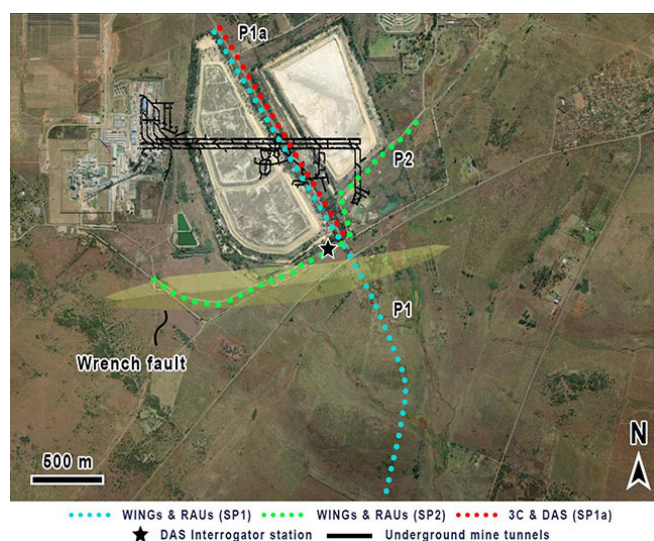 P1a
P2
P1
Wrench fault
500 m
N
WINGs & RAUs (SP1) WINGs & RAUs (SP2) 3C & DAS (SP1a)
DAS Interrogator station Underground mine tunnels